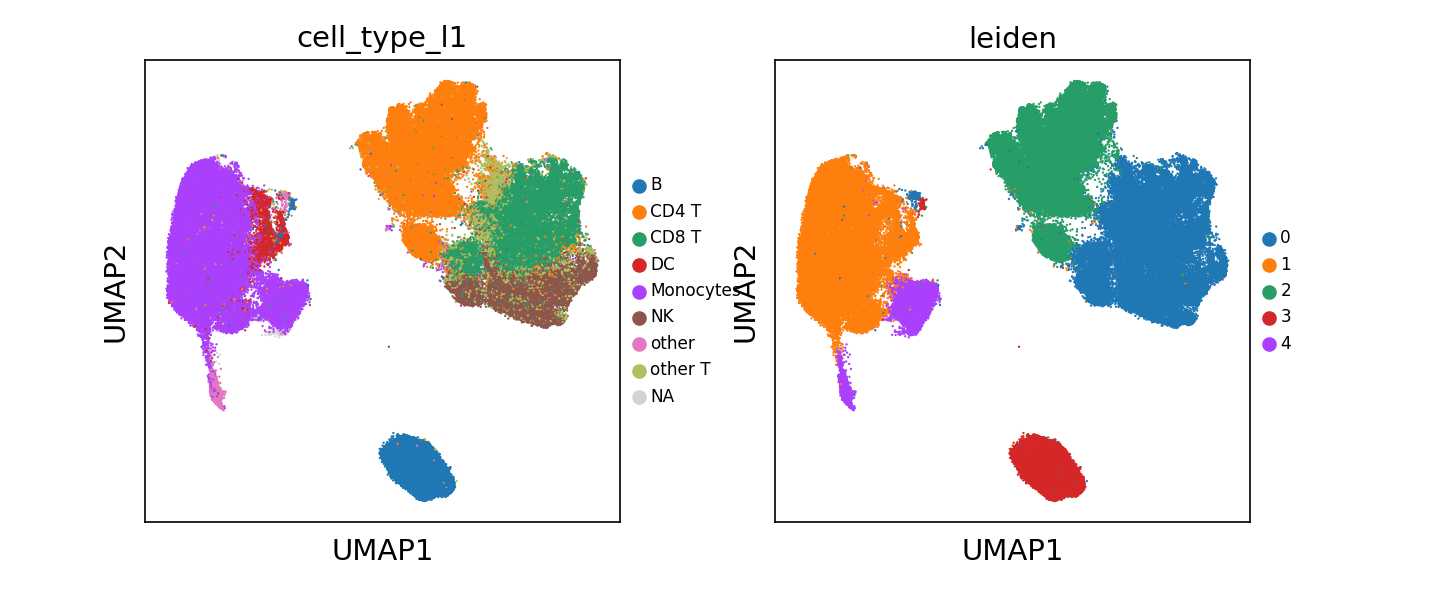 cell_type_l1
UMAP2
UMAP1
B
CD4 T
CD8 T
DC
Monocytes
NK
other
other T
NA
leiden
UMAP2
UMAP1
0
1
2
3
4